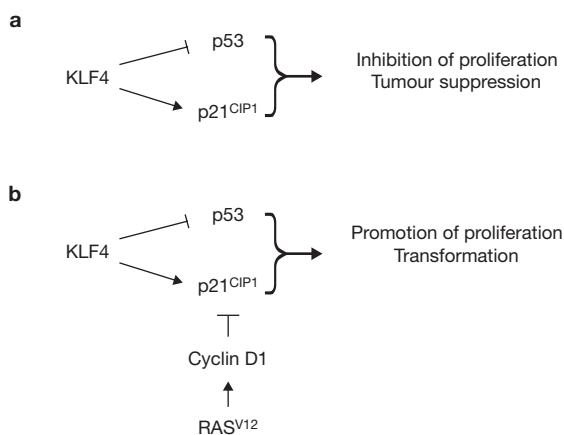 a
p53
KLF4
p21CIP1
Inhibition of proliferation
Tumour suppression
b
p53
KLF4
p21CIP1
Promotion of proliferation
Transformation
Cyclin D1
RASV12